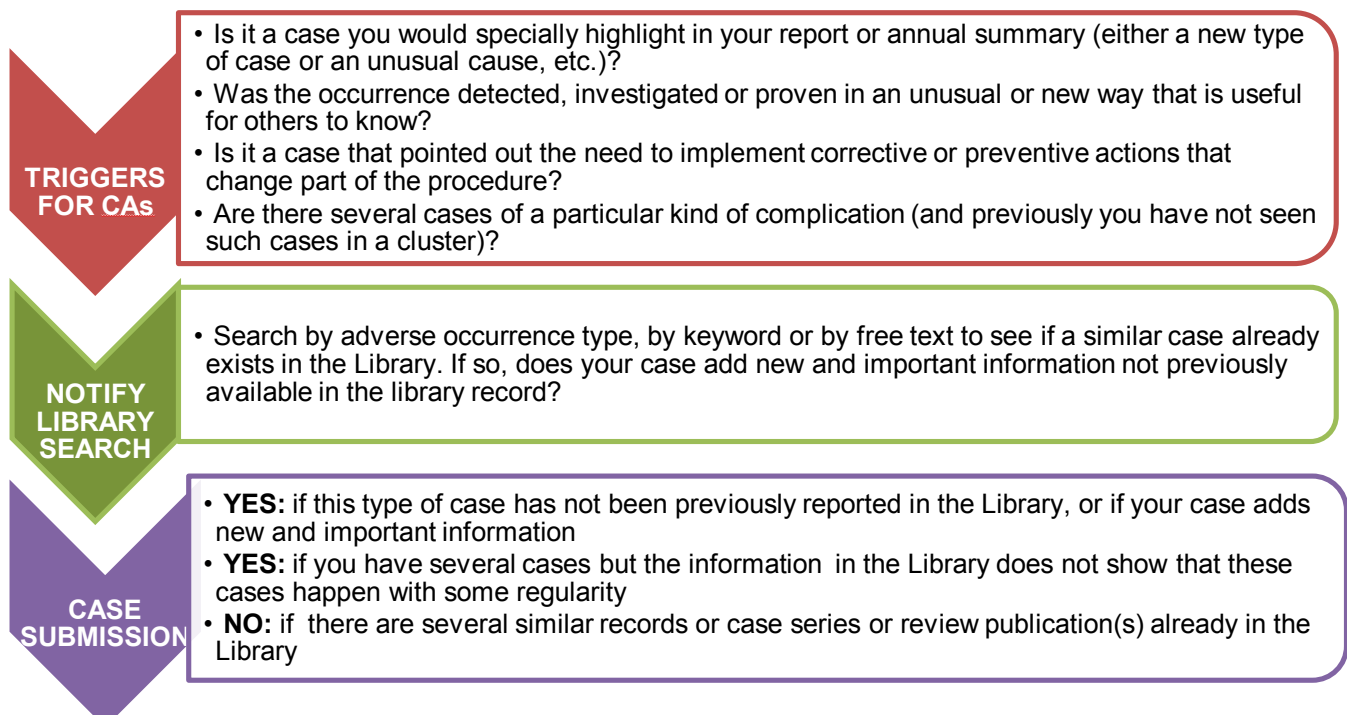 TRIGGERS
FOR CAs
• Is it a case you would specially highlight in your report or annual summary (either a new type
of case or an unusual cause, etc.)?
• Was the occurrence detected, investigated or proven in an unusual or new way that is useful
for others to know?
• Is it a case that pointed out the need to implement corrective or preventive actions that
change part of the procedure?
• Are there several cases of a particular kind of complication (and previously you have not seen
such cases in a cluster)?
NOTIFY
LIBRARY
SEARCH
• Search by adverse occurrence type, by keyword or by free text to see if a similar case already
exists in the Library. If so, does your case add new and important information not previously
available in the library record?
CASE
SUBMISSION
• YES: if this type of case has not been previously reported in the Library, or if your case adds
new and important information
• YES: if you have several cases but the information in the Library does not show that these
cases happen with some regularity
• NO: if there are several similar records or case series or review publication(s) already in the
Library